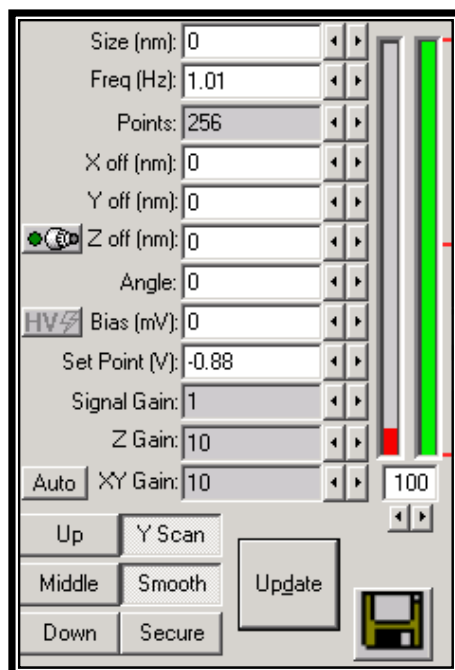 Size (nm): 0
Freq (Hz): 1.01
Points: 256
X off (nm): 0
Y off (nm): 0
Z off (nm): 0
Angle: 0
HV Bias (mV): 0
Set Point (V): -0.88
Signal Gain: 1
Z Gain: 10
Auto XY Gain: 10 100
Up Y Scan
Middle Smooth Update
Down Secure